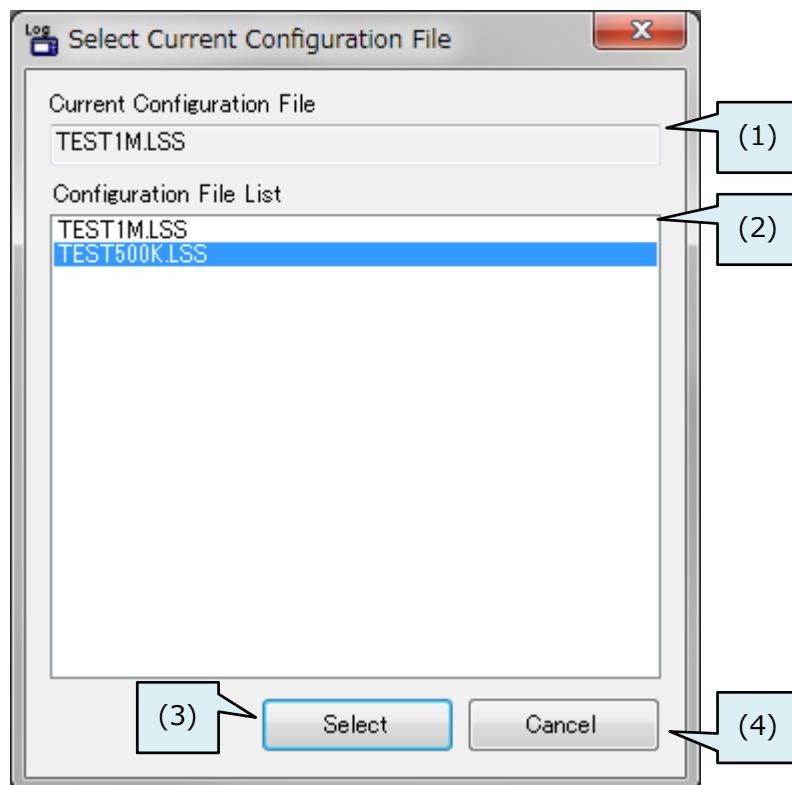 Log
Select Current Configuration File
Current Configuration File
TEST1M.LSS
(1)
Configuration File List
TEST1M.LSS
TEST500K.LSS
(2)
(3)
Select
Cancel
(4)